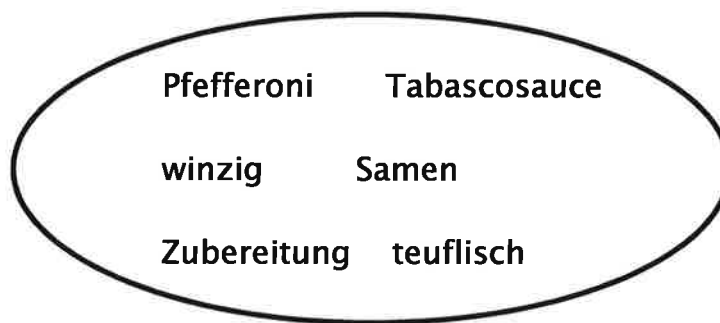 Pfefferoni Tabascosauce
winzig Samen
Zubereitung teuflisch